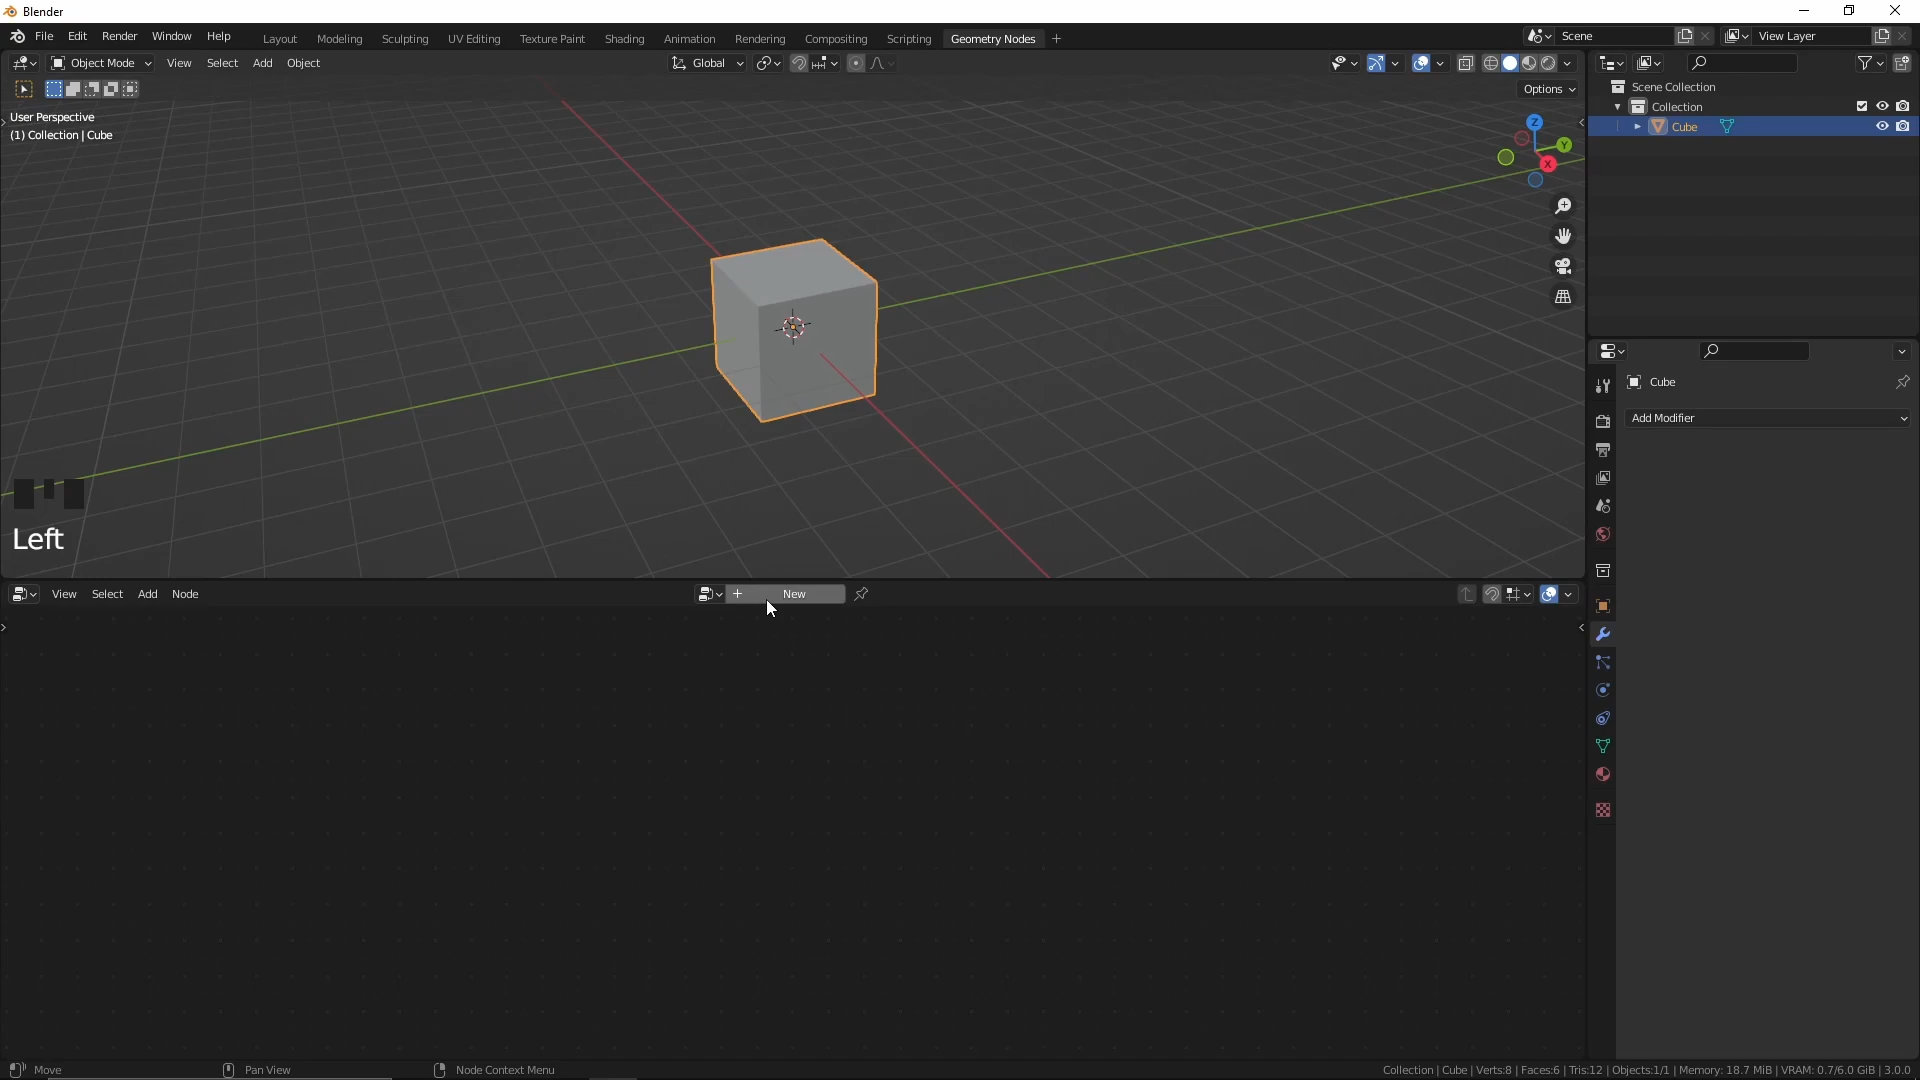 Blender
File Edit Render Window Help Layout Modeling Sculpting UV Editing Texture Paint Shading Animation Rendering Compositing Scripting Geometry Nodes + Scene View Layer
Object Mode View Select Add Object Global
Options
User Perspective
(1) Collection | Cube
Z
Y
X
Scene Collection
Collection
Cube
Cube
Add Modifier
Left
View Select Add Node + New
Move Pan View Node Context Menu Collection | Cube | Verts:8 | Faces:6 | Tris:12 | Objects:1/1 | Memory: 18.7 MiB | VRAM: 0.7/6.0 GiB | 3.0.0